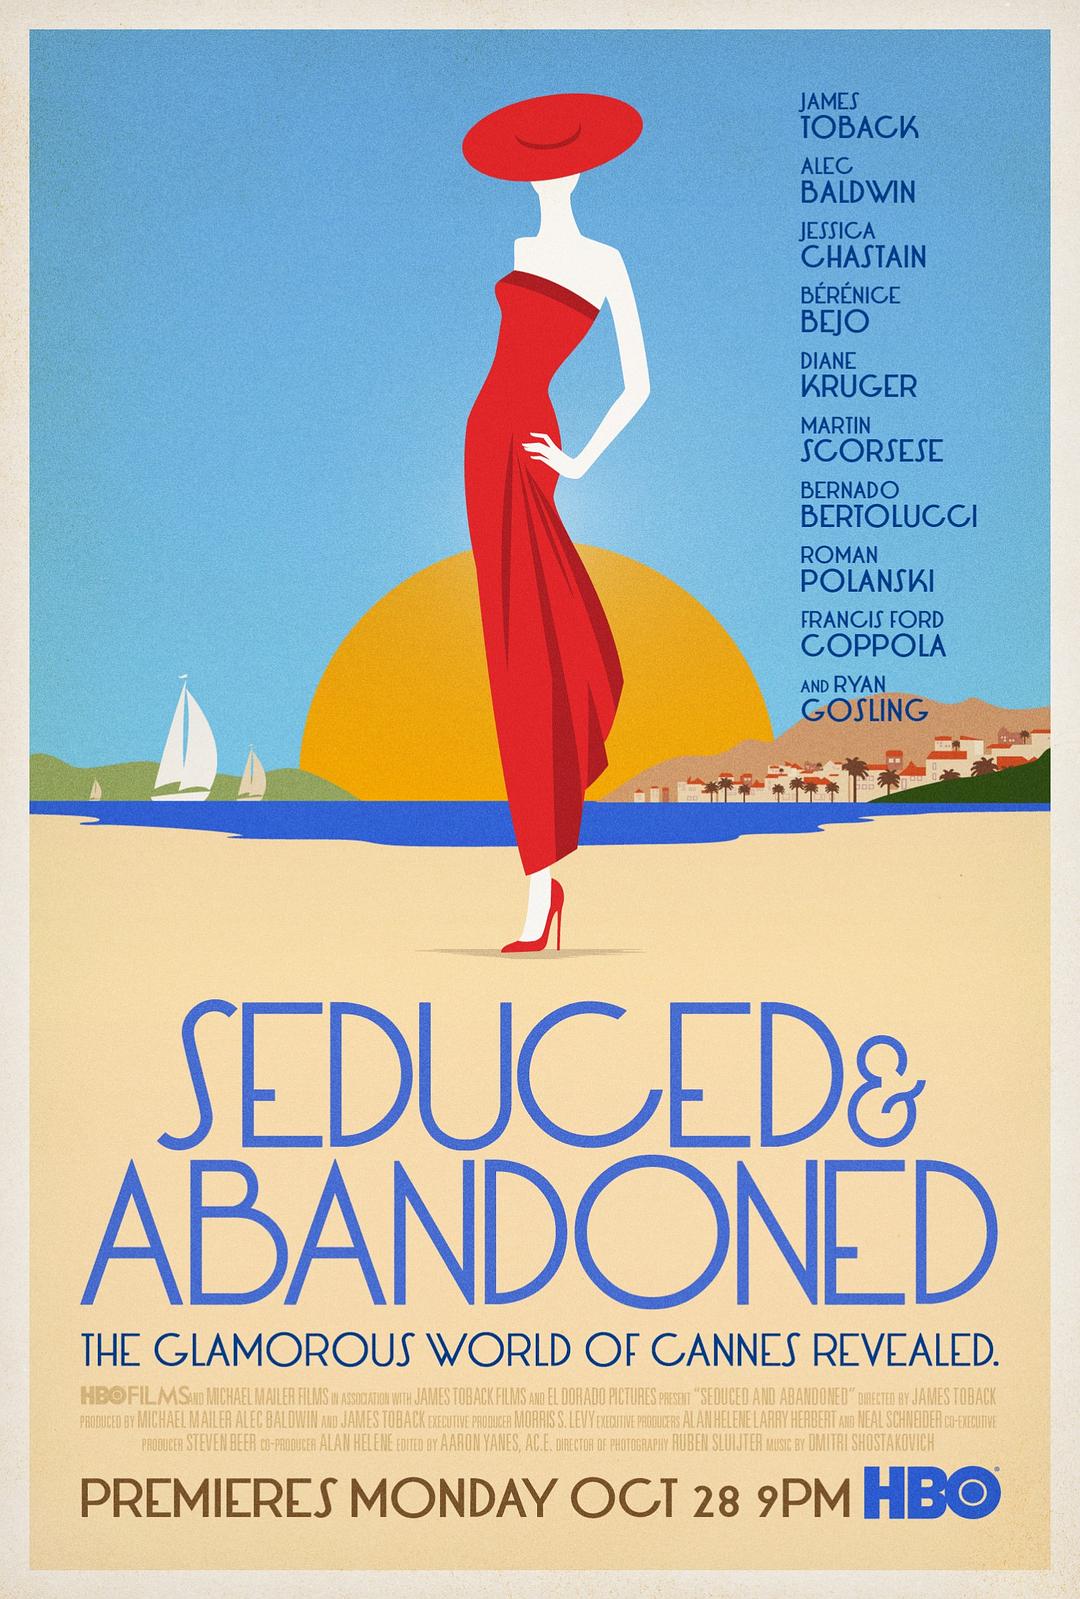 JAMES
TOBACK
ALEC
BALDWIN
JESSICA
CHASTAIN
BÉRÉNICE
BEJO
DIANE
KRUGER
MARTIN
SCORSESE
BERNADO
BERTOLUCCI
ROMAN
POLANSKI
FRANCIS FORD
COPPOLA
AND RYAN
GOSLING
SEDUCED &
ABANDONED
THE GLAMOROUS WORLD OF CANNES REVEALED.
HBO FILMS AND MICHAEL MAILER FILMS IN ASSOCIATION WITH JAMES TOBACK FILMS AND EL DORADO PICTURES PRESENT “SEDUCED AND ABANDONED” DIRECTED BY JAMES TOBACK
PRODUCED BY MICHAEL MAILER ALEC BALDWIN AND JAMES TOBACK EXECUTIVE PRODUCER MORRIS S. LEVY EXECUTIVE PRODUCERS ALAN HELENE LARRY HERBERT AND NEAL SCHNEIDER CO-EXECUTIVE
PRODUCER STEVEN BEER CO-PRODUCER ALAN HELENE EDITED BY AARON YANES, AC.E. DIRECTOR OF PHOTOGRAPHY RUBEN SLUIJTER MUSIC BY DMITRI SHOSTAKOVICH
PREMIERES MONDAY OCT 28 9PM HBO®